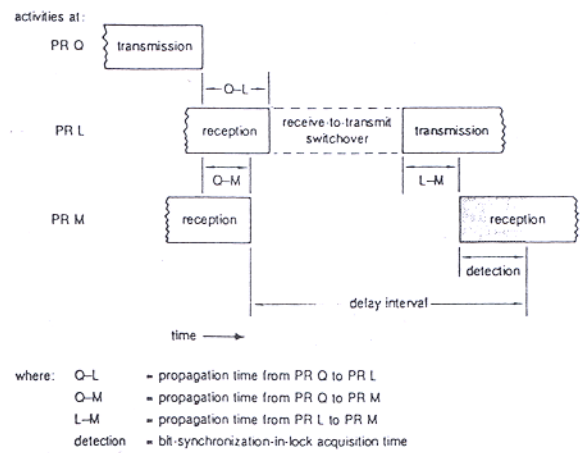 activities at:
PR Q
transmission
Q–L
PR L
reception
receive-to-transmit
switchover
transmission
Q–M
L–M
PR M
reception
reception
detection
delay interval
time
where: Q–L = propagation time from PR Q to PR L
Q–M = propagation time from PR Q to PR M
L–M = propagation time from PR L to PR M
detection = bit-synchronization-in-lock acquisition time